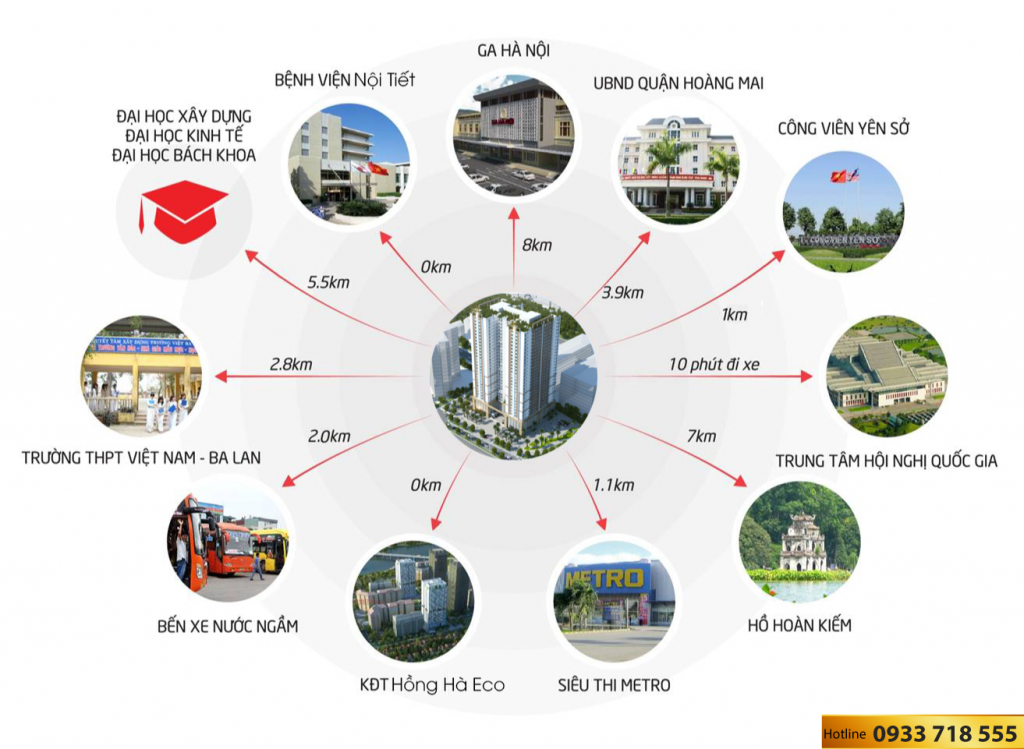 GA HÀ NỘI
BỆNH VIỆN Nội Tiết
UBND QUẬN HOÀNG MAI
ĐẠI HỌC XÂY DỰNG
ĐẠI HỌC KINH TẾ
ĐẠI HỌC BÁCH KHOA
CÔNG VIÊN YÊN SỞ
CÔNG VIÊN YÊN SỞ
8km
0km
5.5km
3.9km
1km
2.8km
10 phút đi xe
TRƯỜNG THPT VIỆT NAM - BA LAN
2.0km
7km
TRUNG TÂM HỘI NGHỊ QUỐC GIA
0km
1.1km
METRO
BẾN XE NƯỚC NGẦM
HỒ HOÀN KIẾM
KĐT Hồng Hà Eco
SIÊU THI METRO
Hotline 0933 718 555